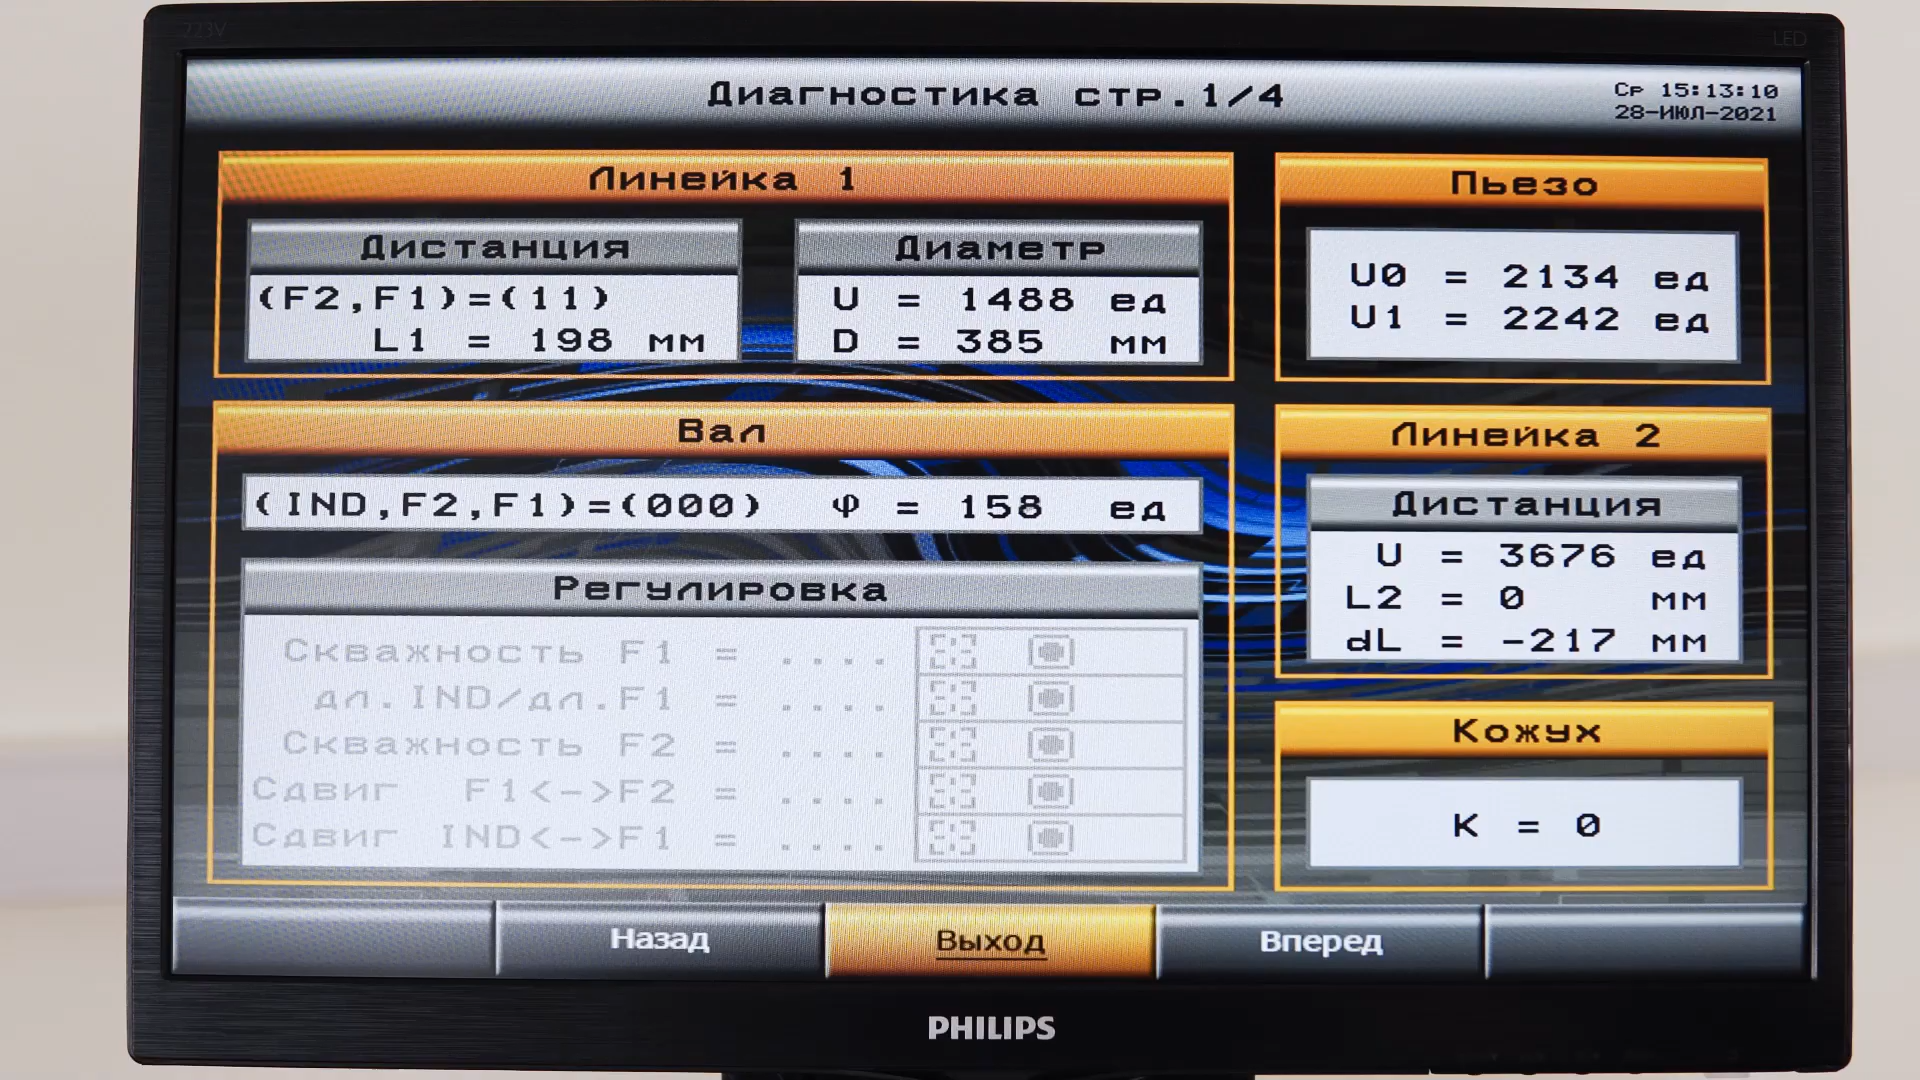 223V
LED
Диагностика стр.1/4
Ср 15:13:10
28-ИЮЛ-2021
Линейка 1
Дистанция
(F2,F1)=(11)
L1 = 198 мм
Диаметр
U = 1488 ед
D = 385 мм
Пьезо
U0 = 2134 ед
U1 = 2242 ед
Вал
(IND,F2,F1)=(000) φ = 158 ед
Регулировка
Скважность F1 = ....
дл.IND/дл.F1 = ....
Скважность F2 = ....
Сдвиг F1<->F2 = ....
Сдвиг IND<->F1 = ....
Линейка 2
Дистанция
U = 3676 ед
L2 = 0 мм
dL = -217 мм
Кожух
K = 0
Назад
Выход
Вперед
PHILIPS